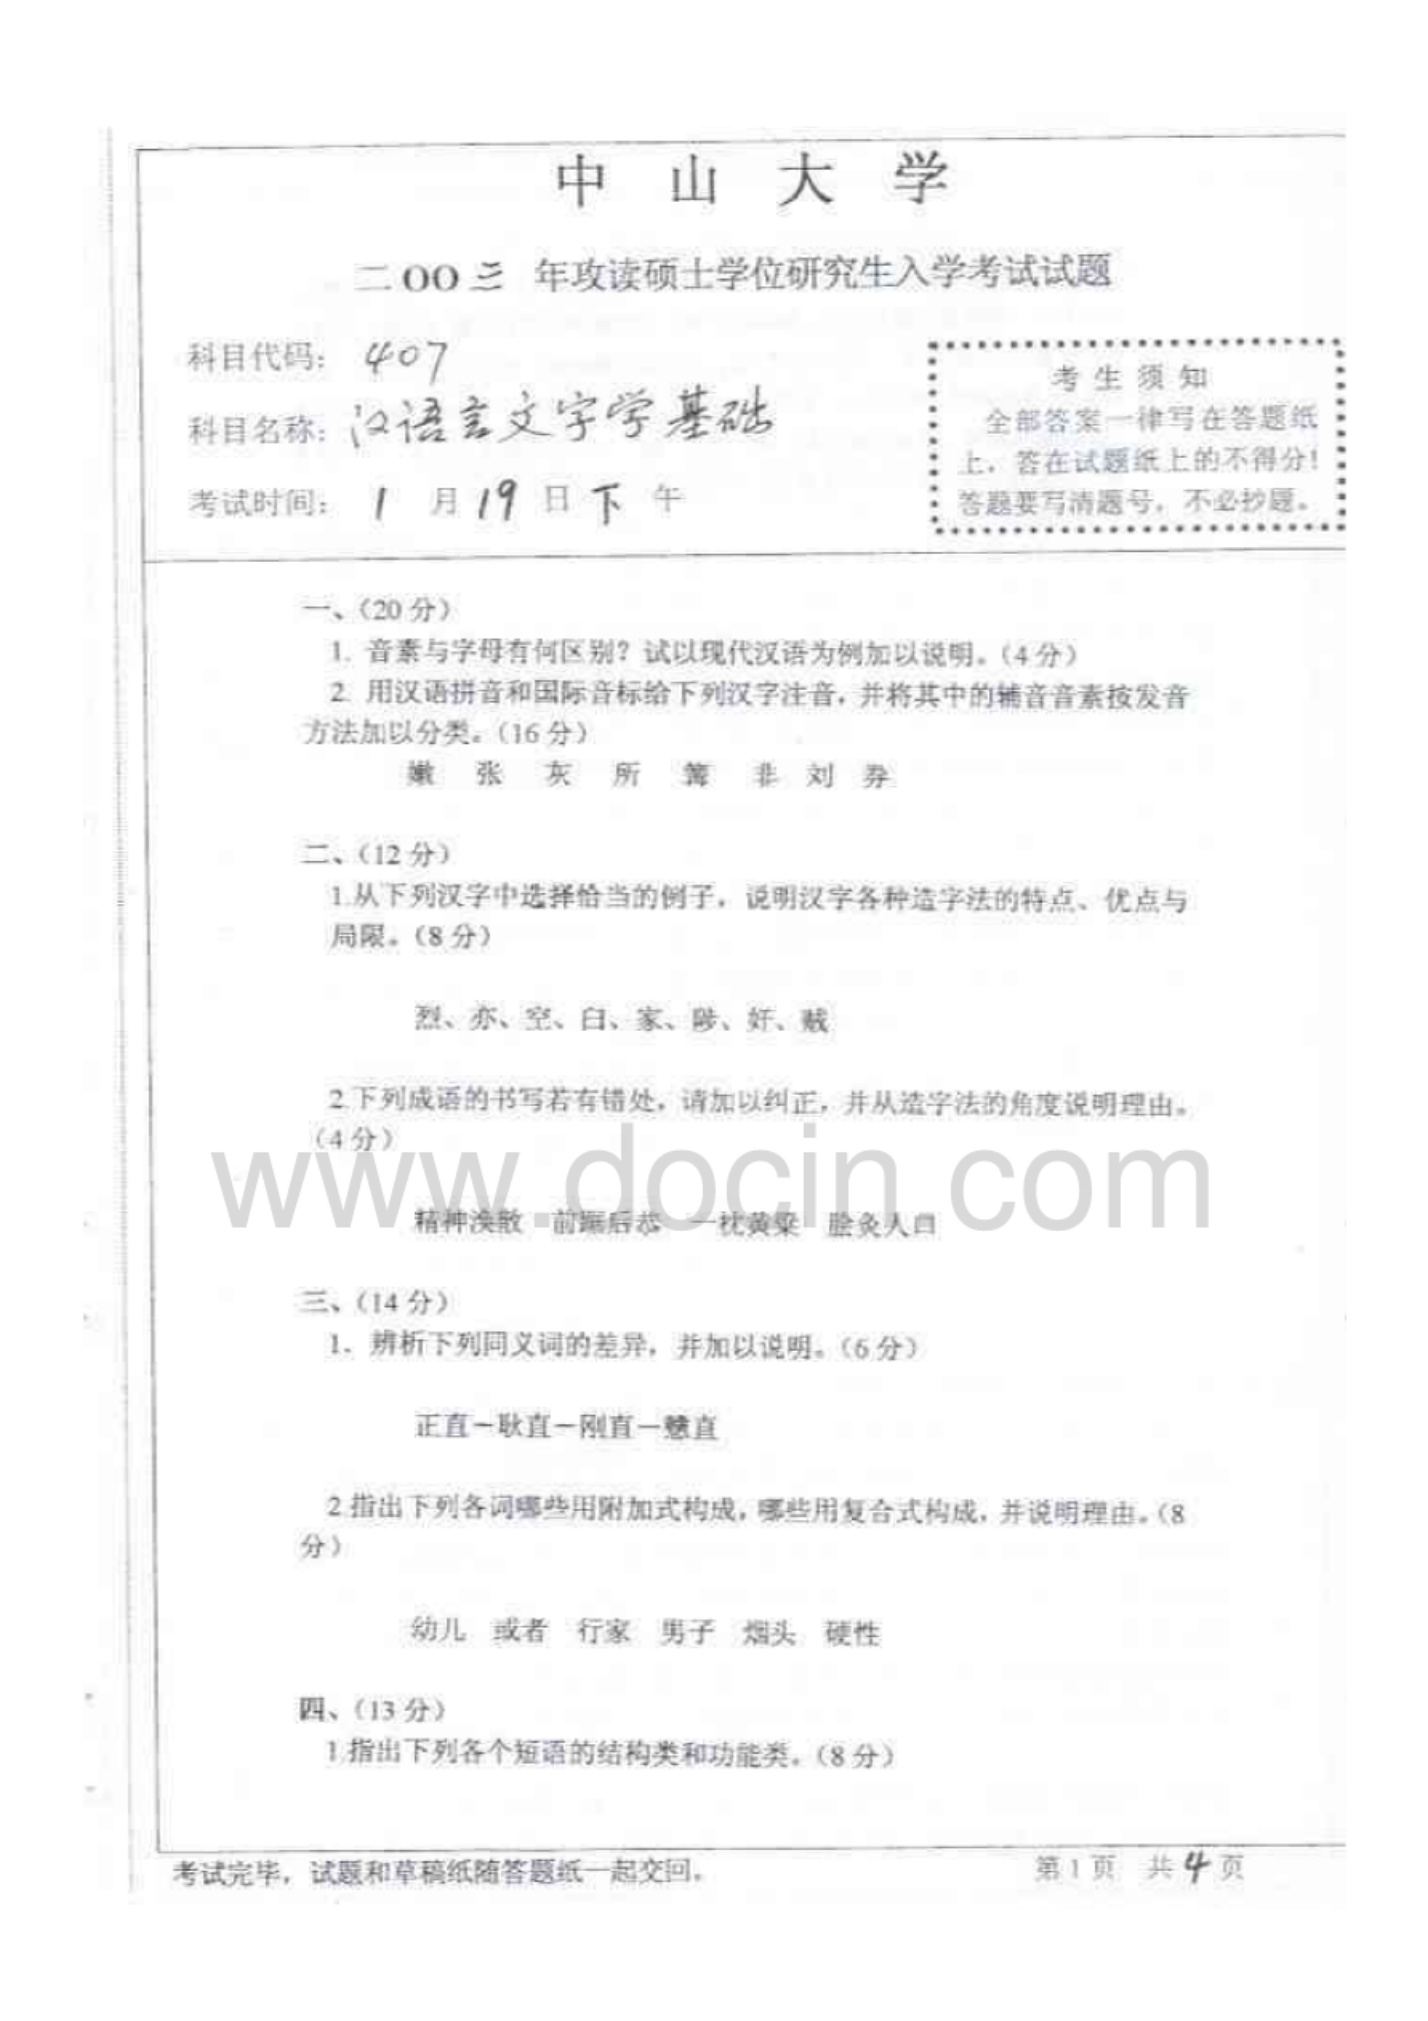 中 山 大 学
二OO三 年攻读硕士学位研究生入学考试试题
科目代码: 407
科目名称: 汉语言文字学基础
考试时间: 1 月 19 日 下 午
考 生 须 知
全部答案一律写在答题纸
上，答在试题纸上的不得分！
答题要写清题号，不必抄题。
一、（20 分）
1. 音素与字母有何区别？试以现代汉语为例加以说明。（4 分）
2. 用汉语拼音和国际音标给下列汉字注音，并将其中的辅音音素按发音
方法加以分类。（16 分）
嫩 张 灰 所 篝 非 刘 券
二、（12 分）
1.从下列汉字中选择恰当的例子，说明汉字各种造字法的特点、优点与
局限。（8 分）
烈、亦、空、臼、家、陟、奸、贼
2.下列成语的书写若有错处，请加以纠正，并从造字法的角度说明理由。
（4 分）
www.docin.com
精神涣散 前踞后恭 一枕黄粱 脍灸人口
三、（14 分）
1. 辨析下列同义词的差异，并加以说明。（6 分）
正直－耿直－刚直－戆直
2.指出下列各词哪些用附加式构成，哪些用复合式构成，并说明理由。（8
分）
幼儿 或者 行家 男子 烟头 硬性
四、（13 分）
1.指出下列各个短语的结构类和功能类。（8 分）
考试完毕，试题和草稿纸随答题纸一起交回。
第 1 页 共 4 页